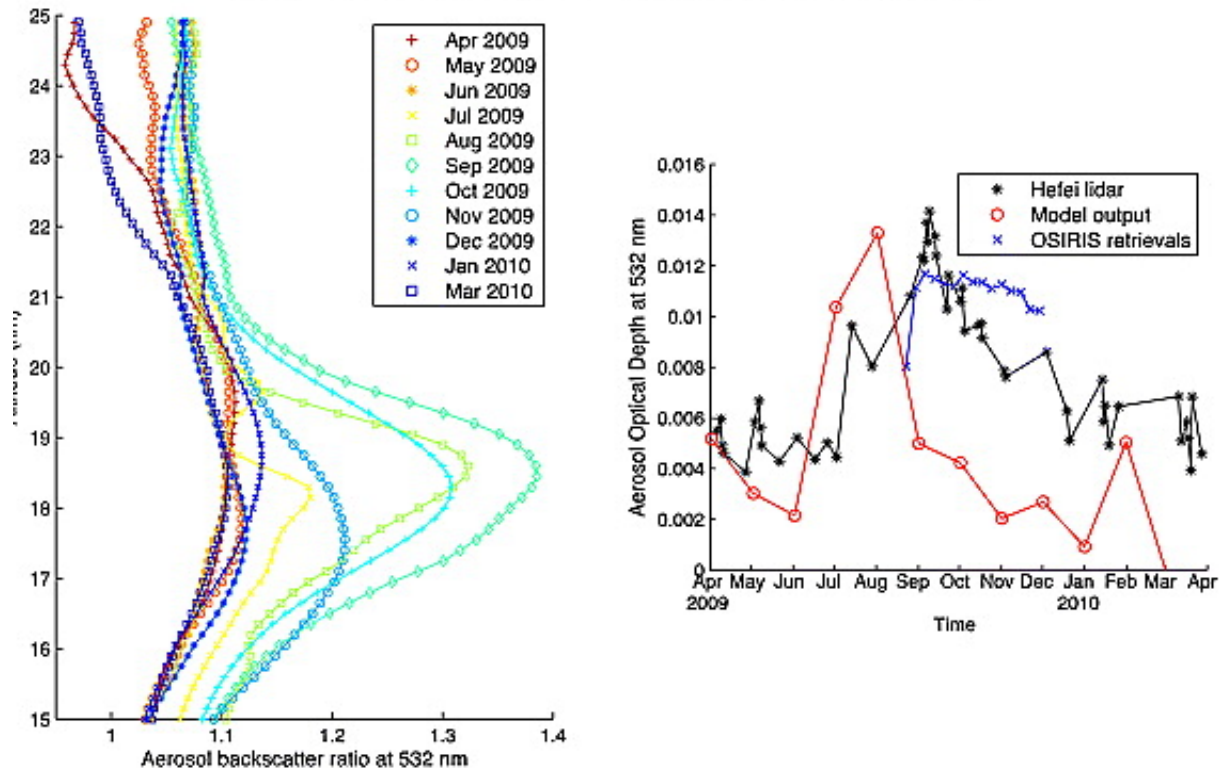 25
24
23
22
21
20
19
18
17
16
15
1
1.1
1.2
1.3
1.4
Aerosol backscatter ratio at 532 nm
Apr 2009
May 2009
Jun 2009
Jul 2009
Aug 2009
Sep 2009
Oct 2009
Nov 2009
Dec 2009
Jan 2010
Mar 2010
Aerosol Optical Depth at 532 nm
0.016
0.014
0.012
0.01
0.008
0.006
0.004
0.002
0
Hefei lidar
Model output
OSIRIS retrievals
Apr May Jun Jul Aug Sep Oct Nov Dec Jan Feb Mar Apr
2009 2010
Time